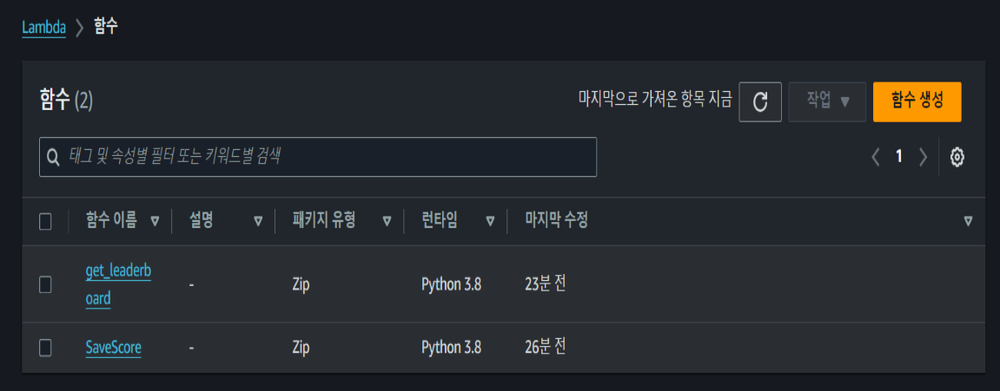 Lambda > 함수
함수 (2) 마지막으로 가져온 항목 지금 작업 ▼ 함수 생성
태그 및 속성별 필터 또는 키워드별 검색 < 1 >
함수 이름 설명 패키지 유형 런타임 마지막 수정
get_leaderb
oard - Zip Python 3.8 23분 전
SaveScore - Zip Python 3.8 26분 전